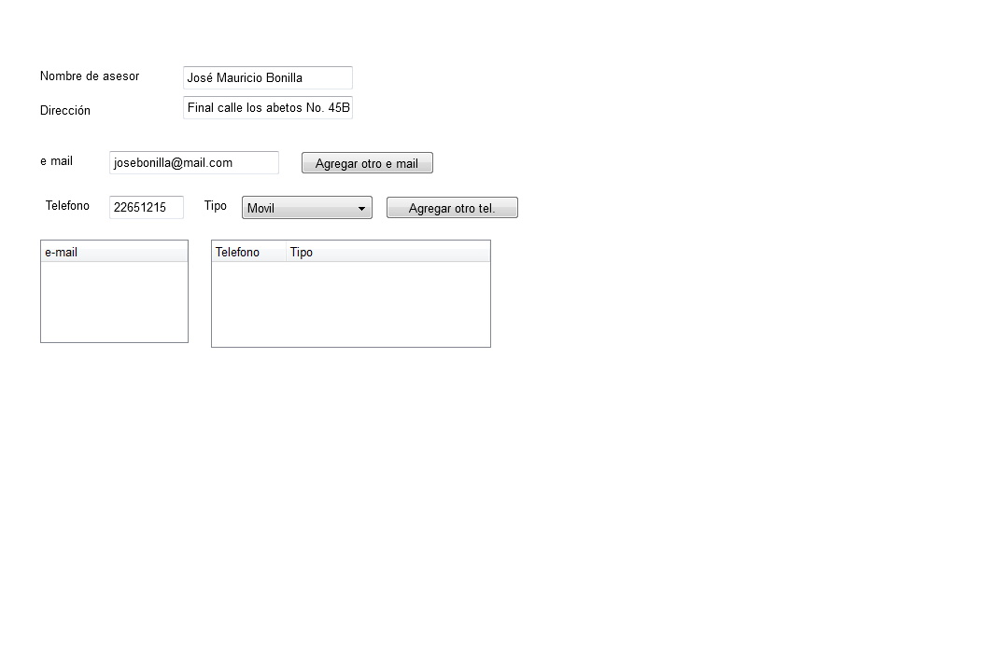 Nombre de asesor José Mauricio Bonilla
Dirección Final calle los abetos No. 45B
e mail josebonilla@mail.com Agregar otro e mail
Telefono 22651215 Tipo Movil Agregar otro tel.
e-mail Telefono Tipo